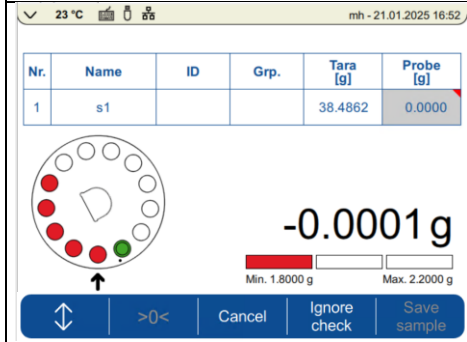 23 °C mh - 21.01.2025 16:52
Nr. Name ID Grp. Tara [g] Probe [g]
1 s1 38.4862 0.0000
-0.0001 g
Min. 1.8000 g Max. 2.2000 g
>0< Cancel Ignore check Save sample